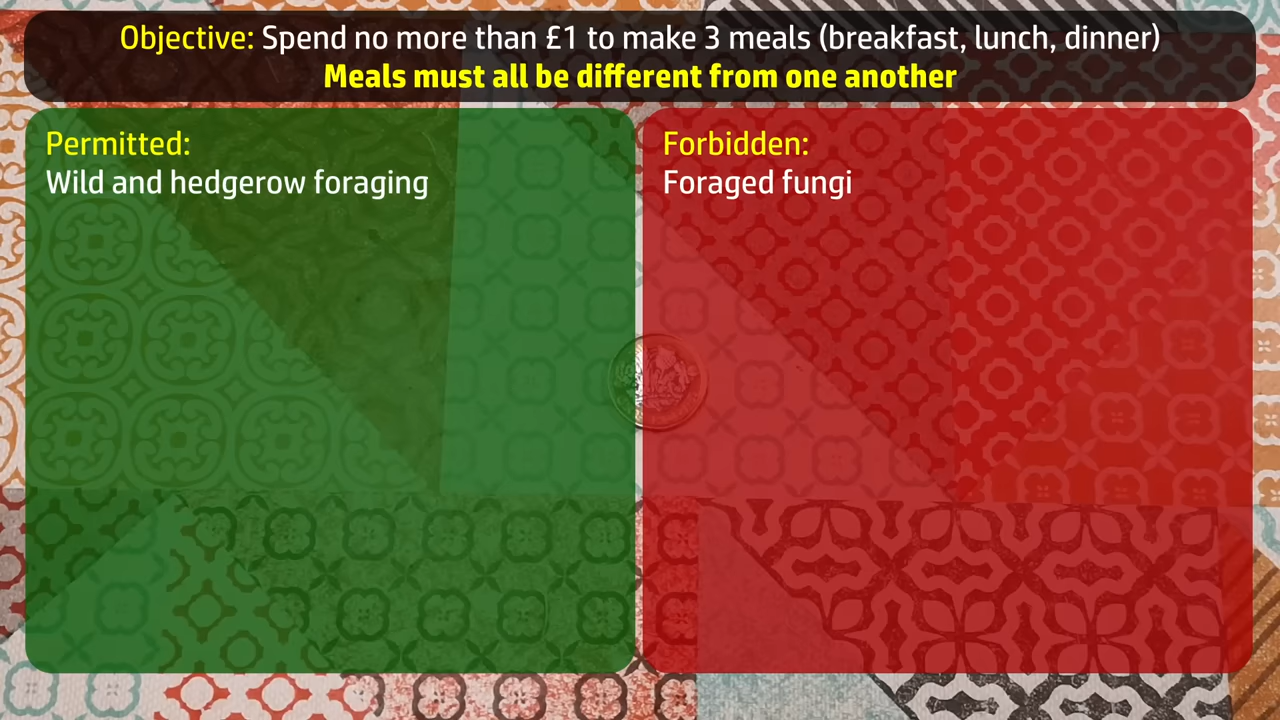 Objective: Spend no more than £1 to make 3 meals (breakfast, lunch, dinner)
Meals must all be different from one another
Permitted:
Wild and hedgerow foraging
Forbidden:
Foraged fungi